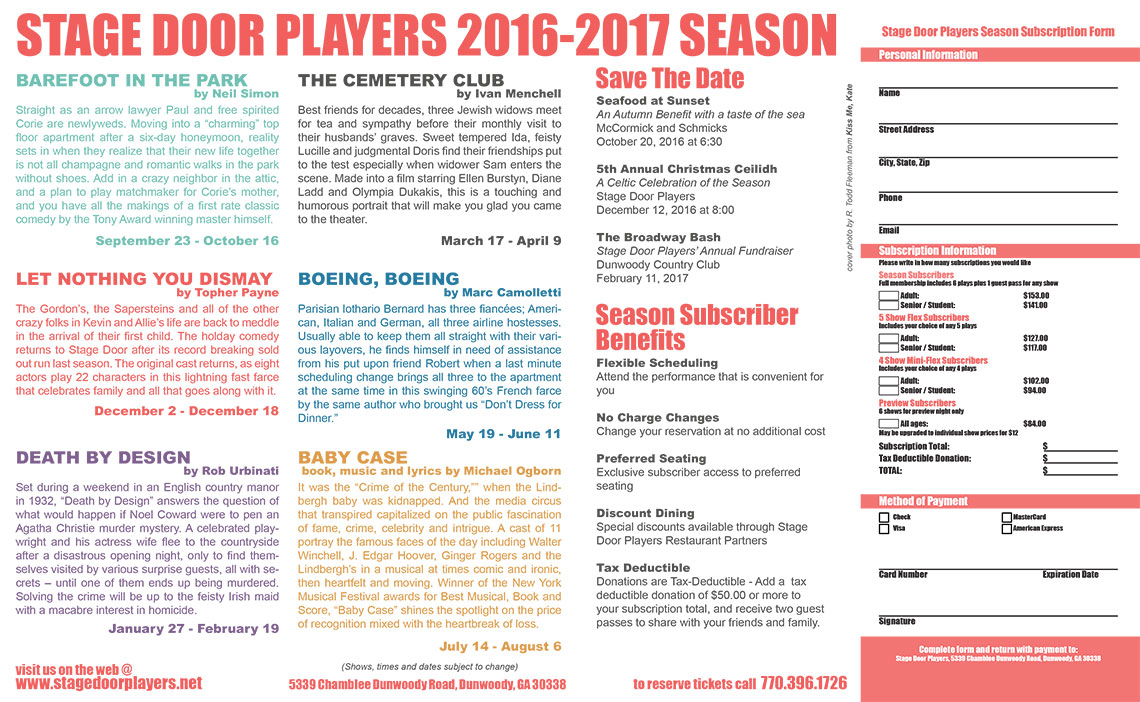 STAGE DOOR PLAYERS 2016-2017 SEASON
BAREFOOT IN THE PARK
by Neil Simon
Straight as an arrow lawyer Paul and free spirited
Corie are newlyweds. Moving into a “charming” top
floor apartment after a six-day honeymoon, reality
sets in when they realize that their new life together
is not all champagne and romantic walks in the park
without shoes. Add in a crazy neighbor in the attic,
and a plan to play matchmaker for Corie's mother,
and you have all the makings of a first rate classic
comedy by the Tony Award winning master himself.
September 23 - October 16
LET NOTHING YOU DISMAY
by Topher Payne
The Gordon's, the Sapersteins and all of the other
crazy folks in Kevin and Allie's life are back to meddle
in the arrival of their first child. The holday comedy
returns to Stage Door after its record breaking sold
out run last season. The original cast returns, as eight
actors play 22 characters in this lightning fast farce
that celebrates family and all that goes along with it.
December 2 - December 18
DEATH BY DESIGN
by Rob Urbinati
Set during a weekend in an English country manor
in 1932, “Death by Design” answers the question of
what would happen if Noel Coward were to pen an
Agatha Christie murder mystery. A celebrated play-
wright and his actress wife flee to the countryside
after a disastrous opening night, only to find them-
selves visited by various surprise guests, all with se-
crets – until one of them ends up being murdered.
Solving the crime will be up to the feisty Irish maid
with a macabre interest in homicide.
January 27 - February 19
visit us on the web @
www.stagedoorplayers.net
THE CEMETERY CLUB
by Ivan Menchell
Best friends for decades, three Jewish widows meet
for tea and sympathy before their monthly visit to
their husbands' graves. Sweet tempered Ida, feisty
Lucille and judgmental Doris find their friendships put
to the test especially when widower Sam enters the
scene. Made into a film starring Ellen Burstyn, Diane
Ladd and Olympia Dukakis, this is a touching and
humorous portrait that will make you glad you came
to the theater.
March 17 - April 9
BOEING, BOEING
by Marc Camolletti
Parisian lothario Bernard has three fiancées; Ameri-
can, Italian and German, all three airline hostesses.
Usually able to keep them all straight with their vari-
ous layovers, he finds himself in need of assistance
from his put upon friend Robert when a last minute
scheduling change brings all three to the apartment
at the same time in this swinging 60's French farce
by the same author who brought us “Don't Dress for
Dinner.”
May 19 - June 11
BABY CASE
book, music and lyrics by Michael Ogborn
It was the “Crime of the Century,”” when the Lind-
bergh baby was kidnapped. And the media circus
that transpired capitalized on the public fascination
of fame, crime, celebrity and intrigue. A cast of 11
portray the famous faces of the day including Walter
Winchell, J. Edgar Hoover, Ginger Rogers and the
Lindbergh's in a musical at times comic and ironic,
then heartfelt and moving. Winner of the New York
Musical Festival awards for Best Musical, Book and
Score, “Baby Case” shines the spotlight on the price
of recognition mixed with the heartbreak of loss.
July 14 - August 6
(Shows, times and dates subject to change)
5339 Chamblee Dunwoody Road, Dunwoody, GA 30338
Save The Date
Seafood at Sunset
An Autumn Benefit with a taste of the sea
McCormick and Schmicks
October 20, 2016 at 6:30
5th Annual Christmas Ceilidh
A Celtic Celebration of the Season
Stage Door Players
December 12, 2016 at 8:00
The Broadway Bash
Stage Door Players' Annual Fundraiser
Dunwoody Country Club
February 11, 2017
Season Subscriber
Benefits
Flexible Scheduling
Attend the performance that is convenient for
you
No Charge Changes
Change your reservation at no additional cost
Preferred Seating
Exclusive subscriber access to preferred
seating
Discount Dining
Special discounts available through Stage
Door Players Restaurant Partners
Tax Deductible
Donations are Tax-Deductible - Add a tax
deductible donation of $50.00 or more to
your subscription total, and receive two guest
passes to share with your friends and family.
to reserve tickets call 770.396.1726
cover photo by R. Todd Fleeman from Kiss Me, Kate
Stage Door Players Season Subscription Form
Personal Information
Name
Street Address
City, State, Zip
Phone
Email
Subscription Information
Please write in how many subscriptions you would like
Season Subscribers
Full membership includes 6 plays plus 1 guest pass for any show
Adult: $153.00
Senior / Student: $141.00
5 Show Flex Subscribers
Includes your choice of any 5 plays
Adult: $127.00
Senior / Student: $117.00
4 Show Mini-Flex Subscribers
Includes your choice of any 4 plays
Adult: $102.00
Senior / Student: $94.00
Preview Subscribers
6 shows for preview night only
All ages: $84.00
May be upgraded to individual show prices for $12
Subscription Total: $
Tax Deductible Donation: $
TOTAL: $
Method of Payment
Check MasterCard
Visa American Express
Card Number Expiration Date
Signature
Complete form and return with payment to:
Stage Door Players, 5339 Chamblee Dunwoody Road, Dunwoody, GA 30338